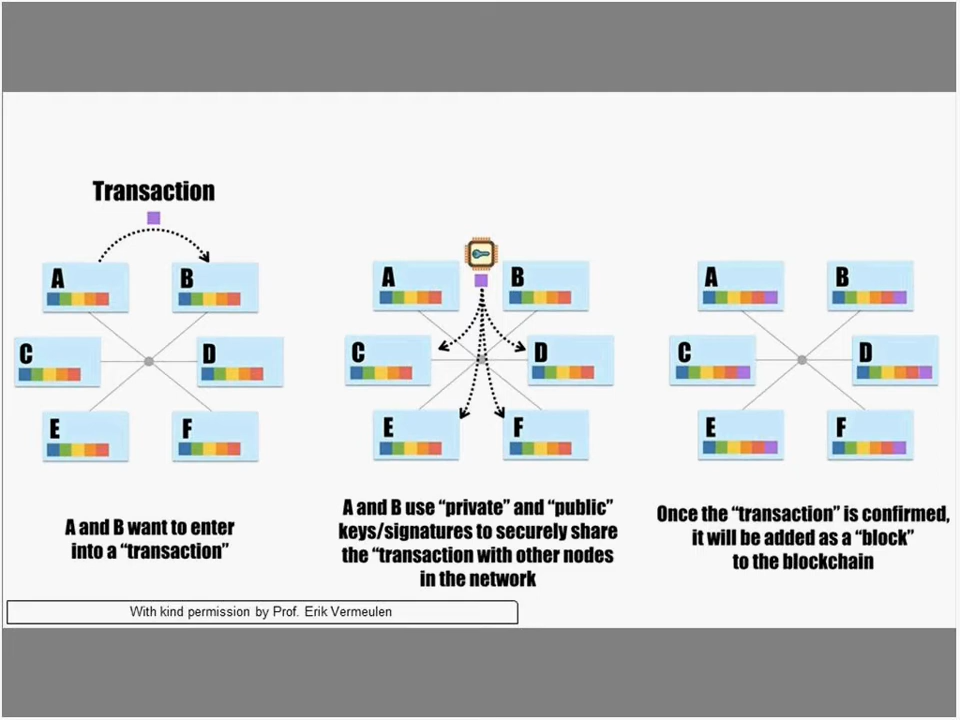 Transaction
A
B
C
D
E
F
A and B want to enter
into a “transaction”
A
B
C
D
E
F
A and B use “private” and “public”
keys/signatures to securely share
the “transaction with other nodes
in the network
A
B
C
D
E
F
Once the “transaction” is confirmed,
it will be added as a “block”
to the blockchain
With kind permission by Prof. Erik Vermeulen